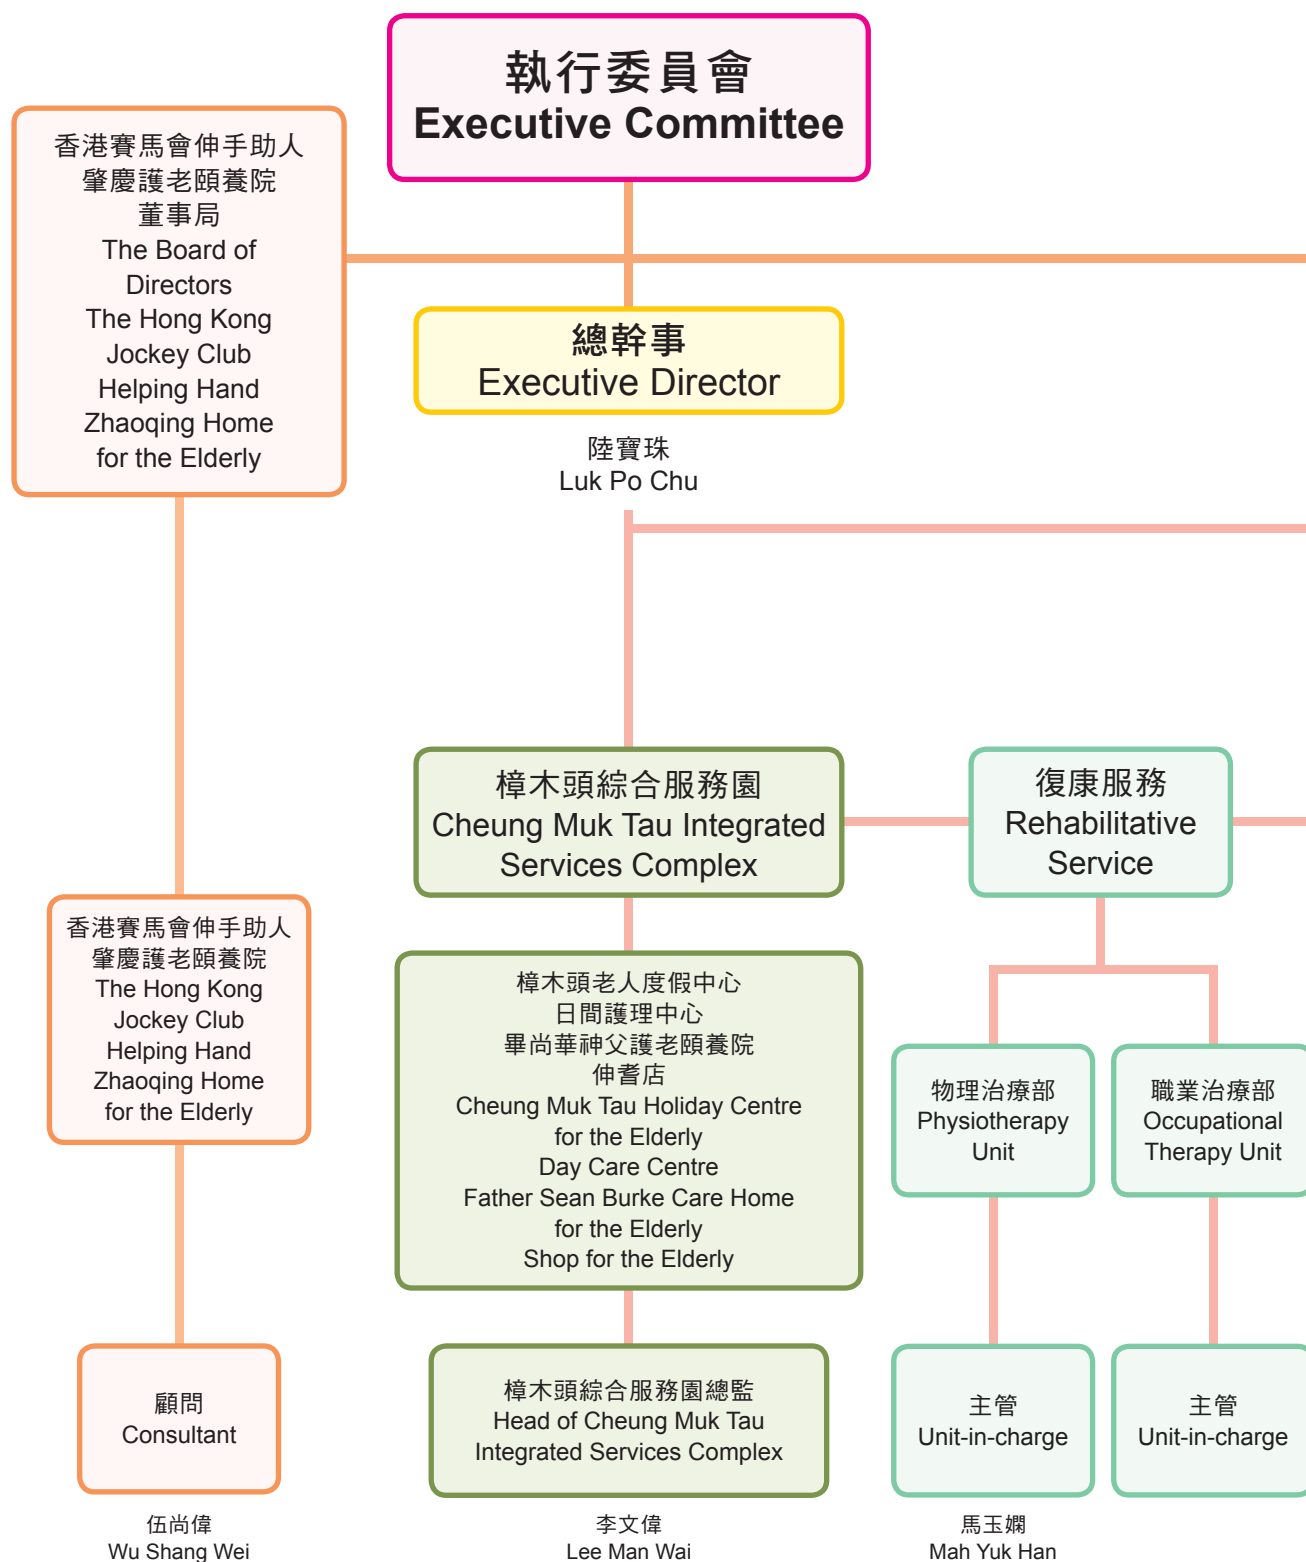 執行委員會
Executive Committee
香港賽馬會伸手助人
肇慶護老頤養院
董事局
The Board of
Directors
The Hong Kong
Jockey Club
Helping Hand
Zhaoqing Home
for the Elderly
總幹事
Executive Director
陸寶珠
Luk Po Chu
樟木頭綜合服務園
Cheung Muk Tau Integrated
Services Complex
復康服務
Rehabilitative
Service
香港賽馬會伸手助人
肇慶護老頤養院
The Hong Kong
Jockey Club
Helping Hand
Zhaoqing Home
for the Elderly
樟木頭老人度假中心
日間護理中心
畢尚華神父護老頤養院
伸耆店
Cheung Muk Tau Holiday Centre
for the Elderly
Day Care Centre
Father Sean Burke Care Home
for the Elderly
Shop for the Elderly
物理治療部
Physiotherapy
Unit
職業治療部
Occupational
Therapy Unit
顧問
Consultant
樟木頭綜合服務園總監
Head of Cheung Muk Tau
Integrated Services Complex
主管
Unit-in-charge
主管
Unit-in-charge
伍尚偉
Wu Shang Wei
李文偉
Lee Man Wai
馬玉嫻
Mah Yuk Han